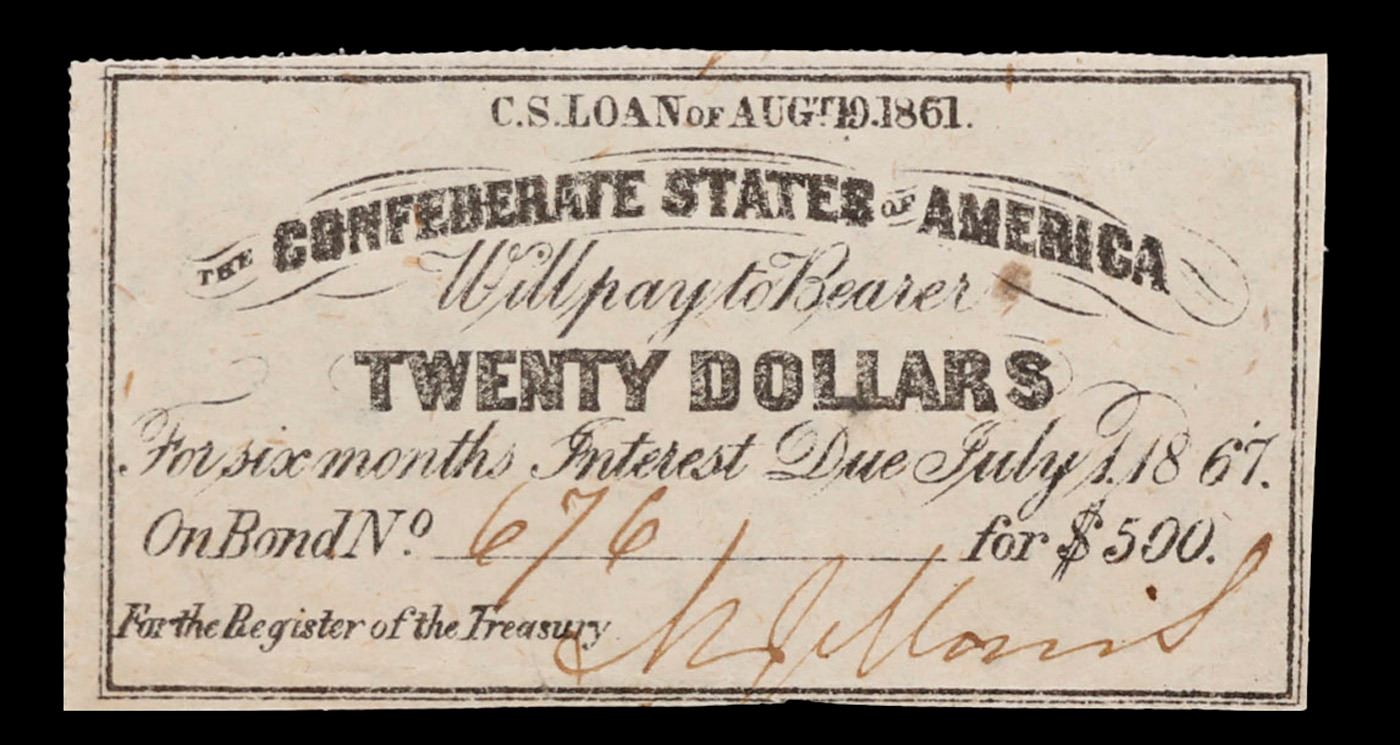 C.S. LOAN OF AUGT. 19. 1861.
THE CONFEDERATE STATES OF AMERICA
Will pay to Bearer
TWENTY DOLLARS
For six months Interest Due July 1. 1867.
On Bond No. 676 for $500.
For the Register of the Treasury